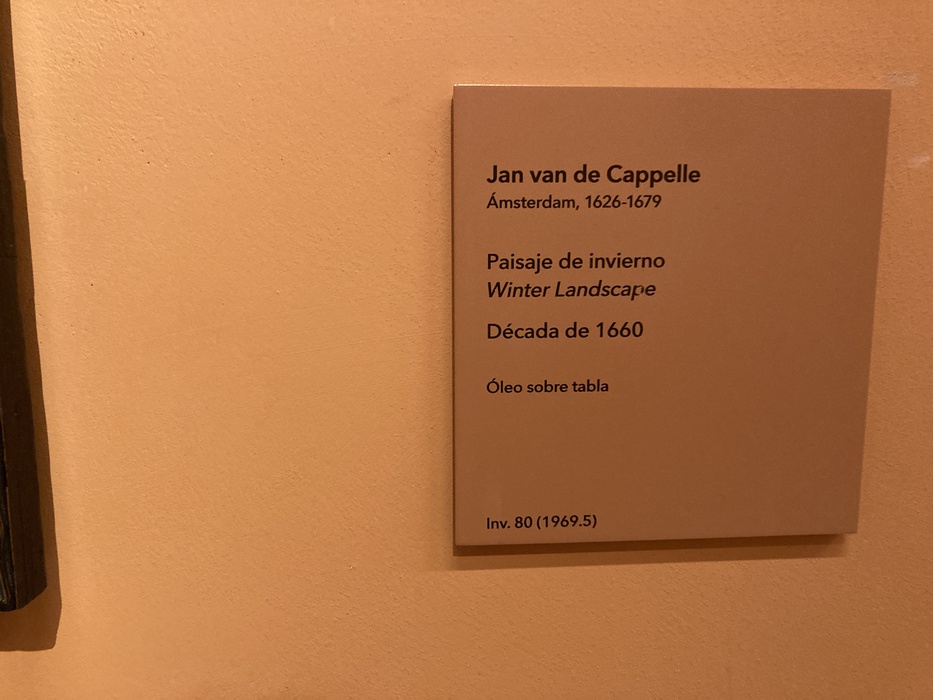 Jan van de Cappelle
Ámsterdam, 1626-1679
Paisaje de invierno
Winter Landscape
Década de 1660
Óleo sobre tabla
Inv. 80 (1969.5)